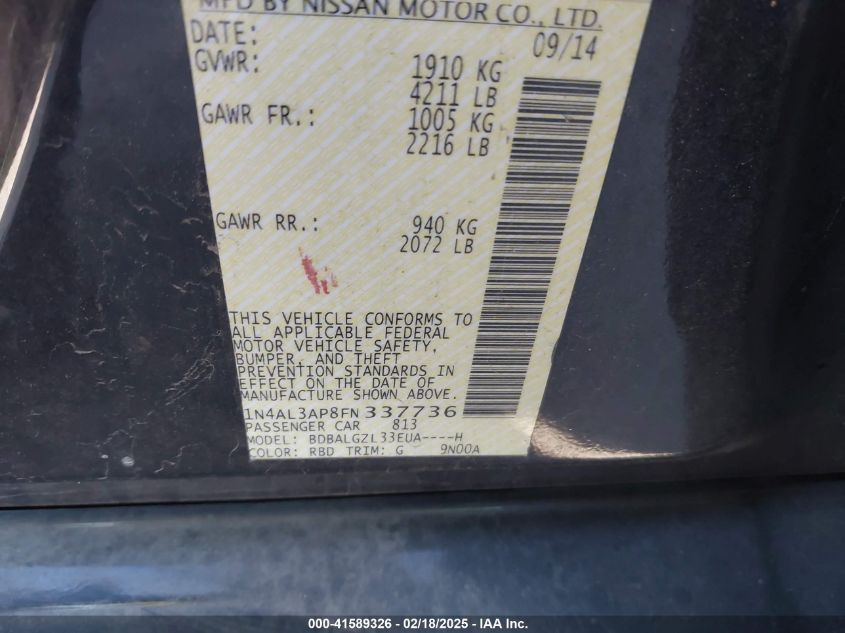 MFD BY NISSAN MOTOR CO., LTD.
DATE: 09/14
GVWR: 1910 KG
4211 LB
GAWR FR.: 1005 KG
2216 LB
GAWR RR.: 940 KG
2072 LB
THIS VEHICLE CONFORMS TO
ALL APPLICABLE FEDERAL
MOTOR VEHICLE SAFETY,
BUMPER, AND THEFT
PREVENTION STANDARDS IN
EFFECT ON THE DATE OF
MANUFACTURE SHOWN ABOVE.
1N4AL3AP8FN337736
PASSENGER CAR 813
MODEL: BDBALGZL33EUA----H
COLOR: RBD TRIM: G 9N00A
000-41589326 - 02/18/2025 - IAA Inc.